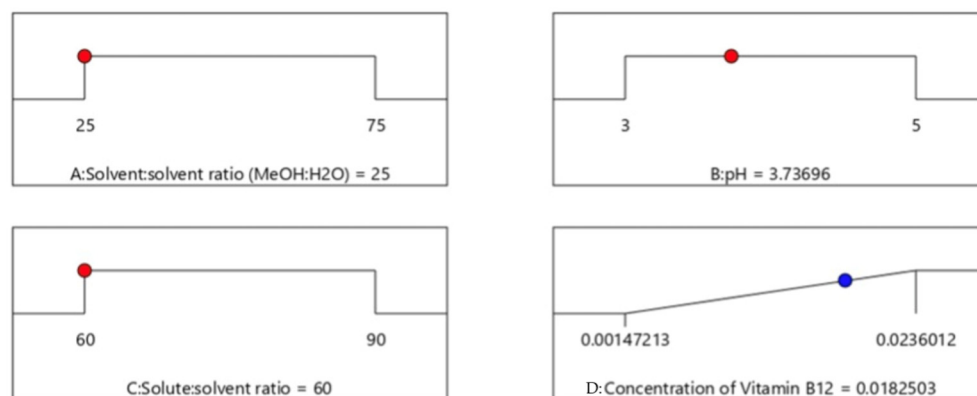 25 75
A:Solvent:solvent ratio (MeOH:H2O) = 25
3 5
B:pH = 3.73696
60 90
C:Solute:solvent ratio = 60
0.00147213 0.0236012
D:Concentration of Vitamin B12 = 0.0182503